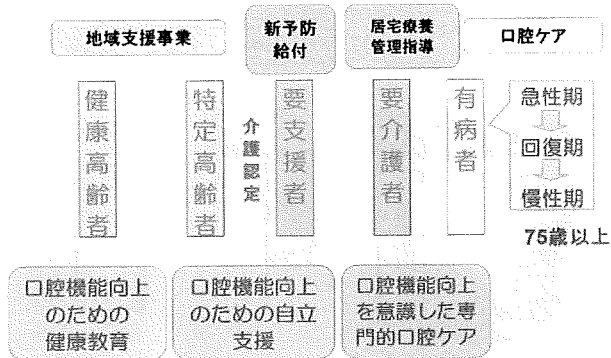 地域支援事業
新予防
給付
居宅療養
管理指導
口腔ケア
健康高齢者
特定高齢者
介護認定
要支援者
要介護者
有病者
急性期
回復期
慢性期
75歳以上
口腔機能向上
のための
健康教育
口腔機能向上
のための自立
支援
口腔機能向上
を意識した専
門的口腔ケア